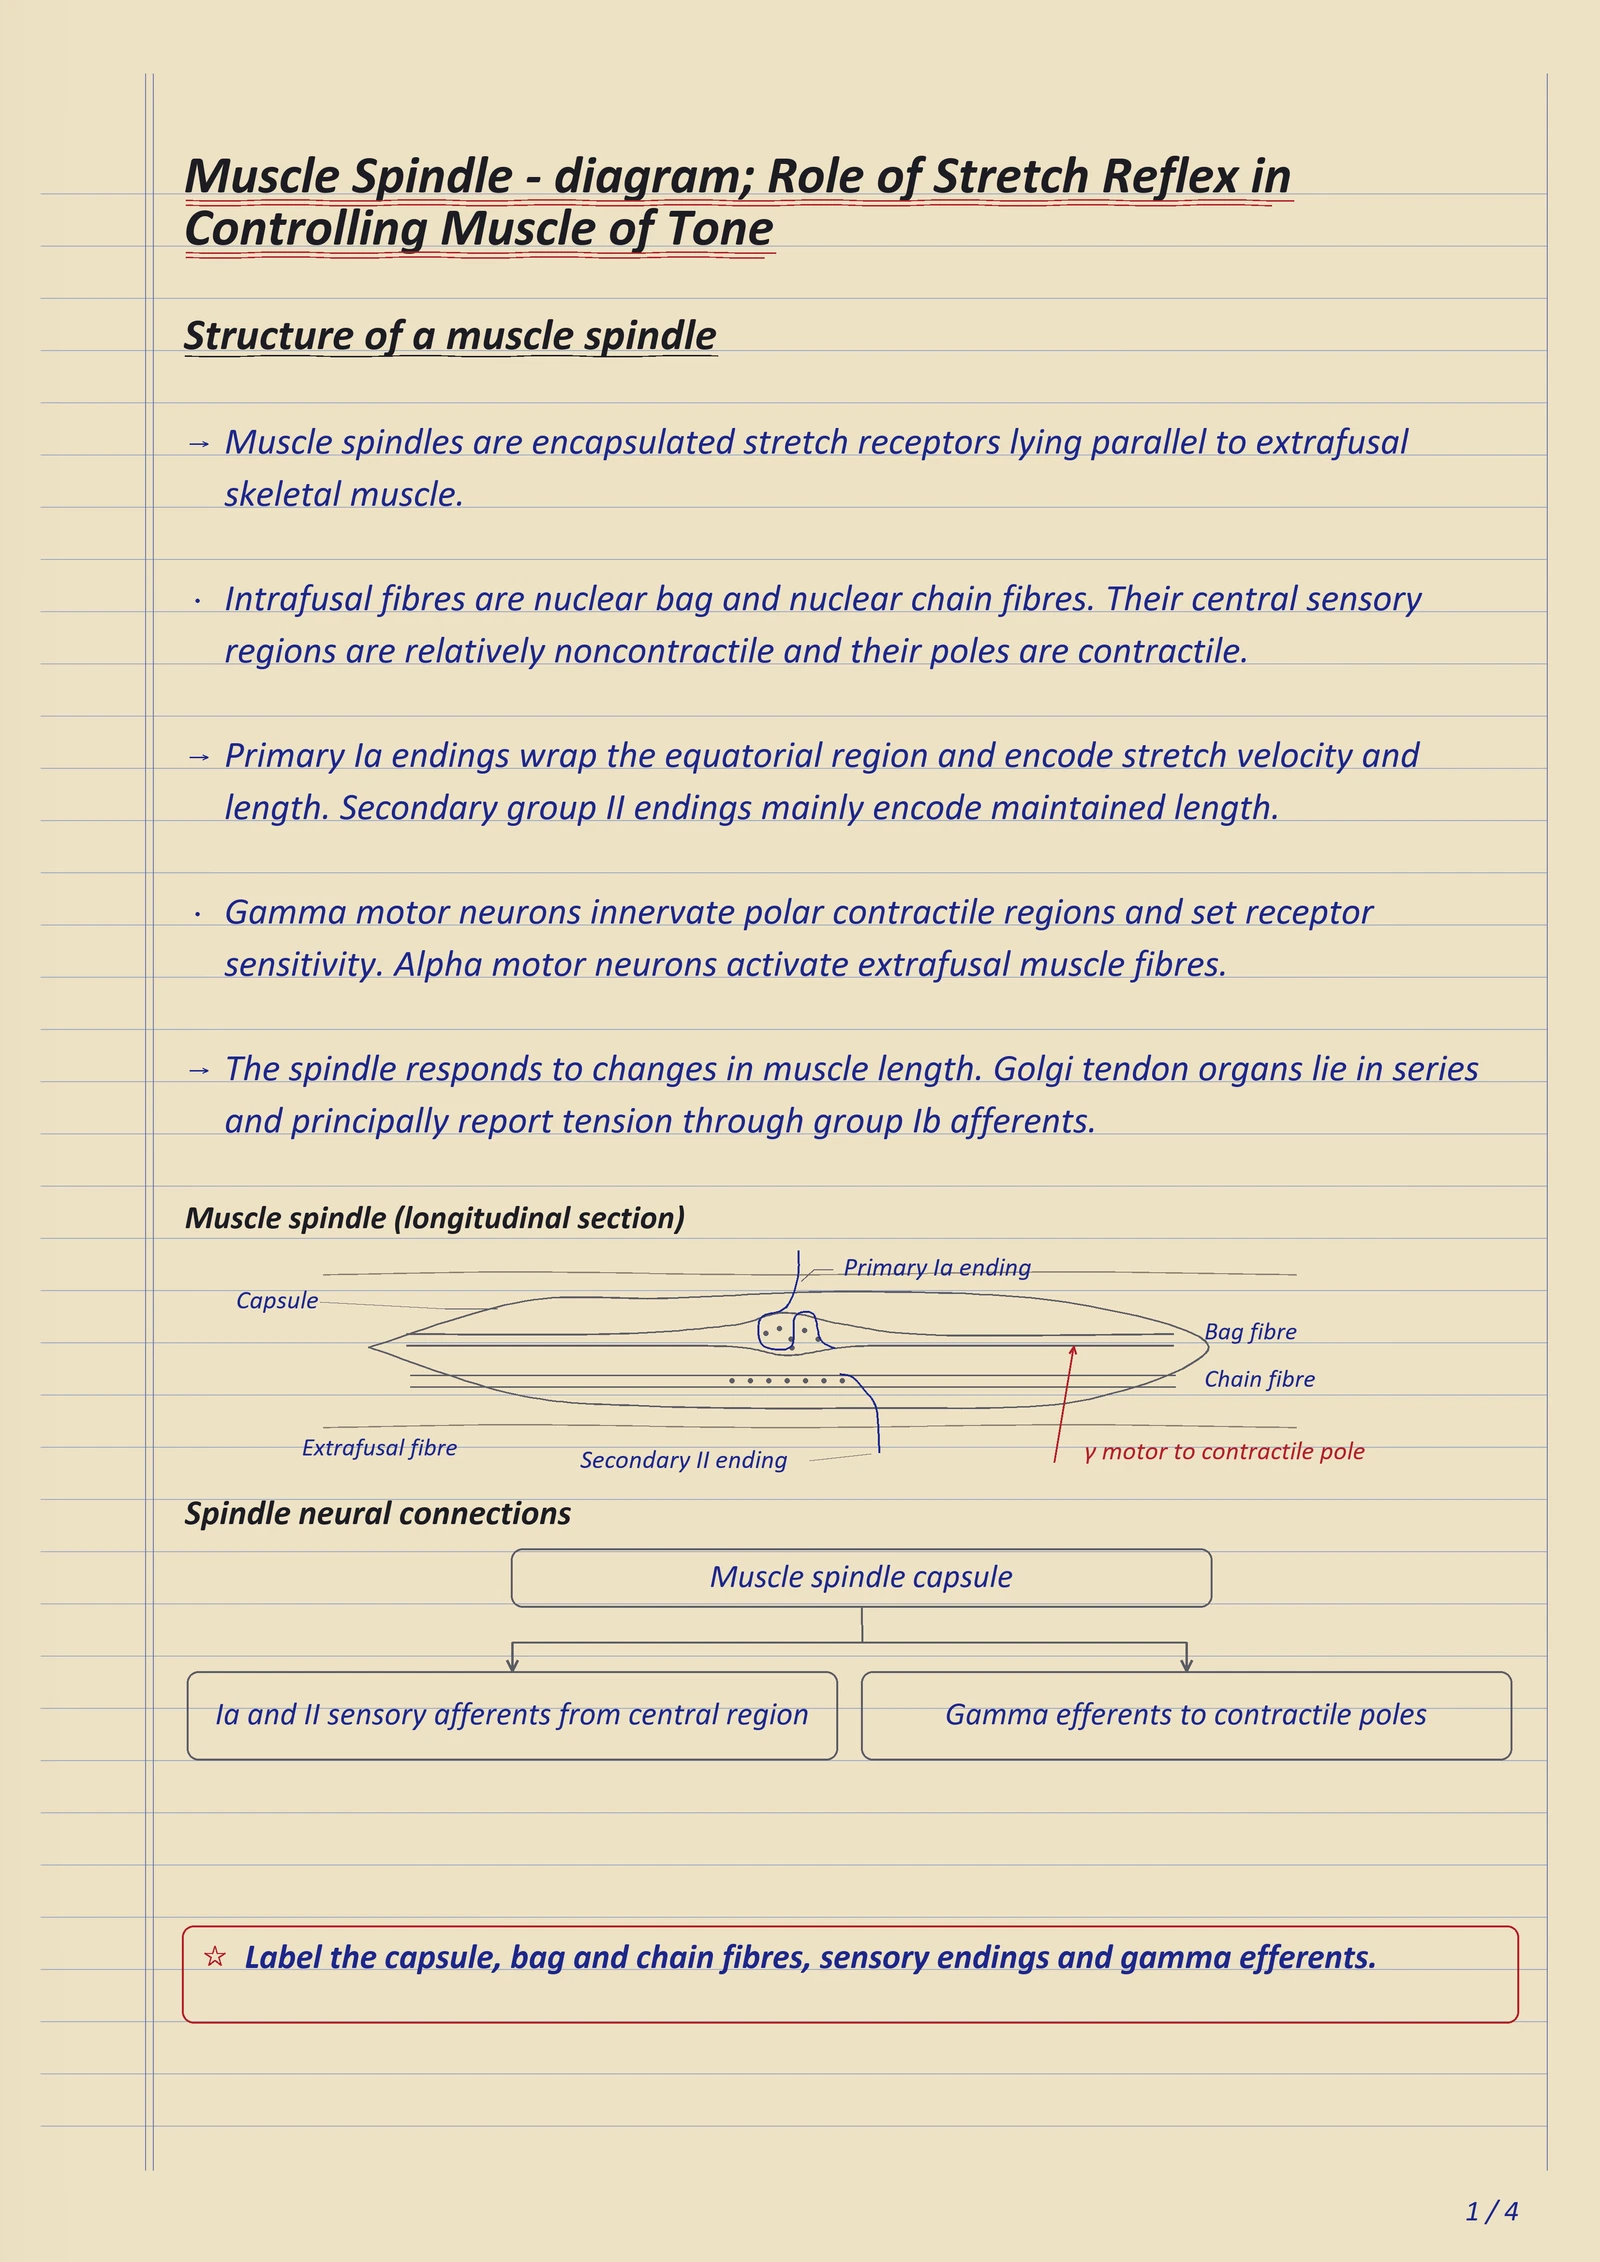 Muscle Spindle - diagram; Role of Stretch Reflex in
Controlling Muscle of Tone
Structure of a muscle spindle
→ Muscle spindles are encapsulated stretch receptors lying parallel to extrafusal
skeletal muscle.
· Intrafusal fibres are nuclear bag and nuclear chain fibres. Their central sensory
regions are relatively noncontractile and their poles are contractile.
→ Primary Ia endings wrap the equatorial region and encode stretch velocity and
length. Secondary group II endings mainly encode maintained length.
· Gamma motor neurons innervate polar contractile regions and set receptor
sensitivity. Alpha motor neurons activate extrafusal muscle fibres.
→ The spindle responds to changes in muscle length. Golgi tendon organs lie in series
and principally report tension through group Ib afferents.
Muscle spindle (longitudinal section)
Primary Ia ending
Capsule
Bag fibre
Chain fibre
Extrafusal fibre
Secondary II ending
γ motor to contractile pole
Spindle neural connections
Muscle spindle capsule
Ia and II sensory afferents from central region
Gamma efferents to contractile poles
☆ Label the capsule, bag and chain fibres, sensory endings and gamma efferents.
1 / 4